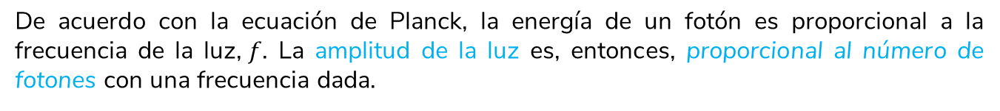 De acuerdo con la ecuación de Planck, la energía de un fotón es proporcional a la
frecuencia de la luz, f. La amplitud de la luz es, entonces, proporcional al número de
fotones con una frecuencia dada.